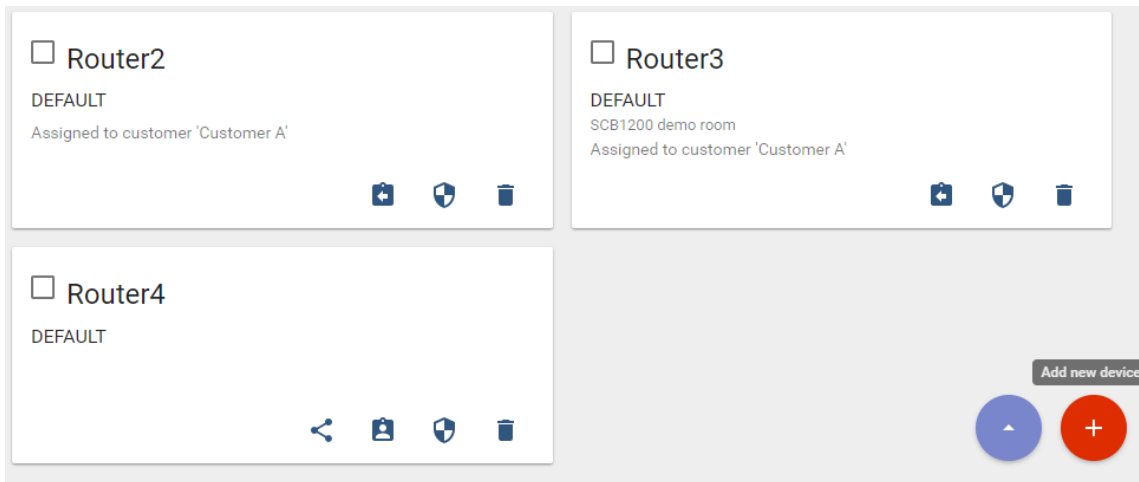 Router2
DEFAULT
Assigned to customer 'Customer A'
Router3
DEFAULT
SCB1200 demo room
Assigned to customer 'Customer A'
Router4
DEFAULT
Add new device